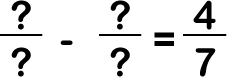 ?/? - ?/? = 4/7